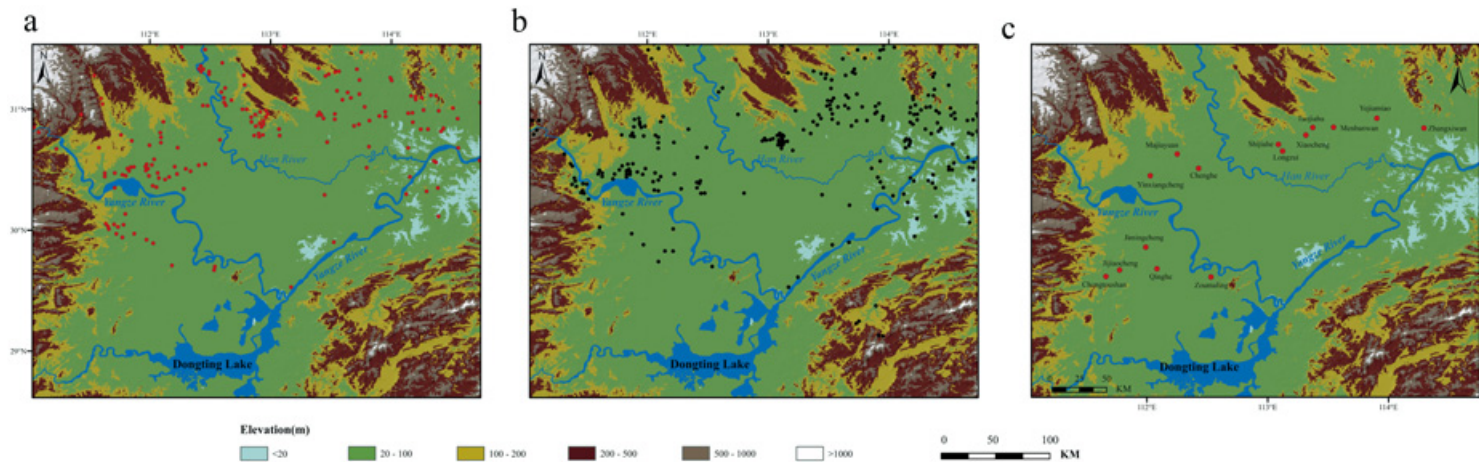 a
b
c
112°E
113°E
114°E
112°E
113°E
114°E
N
N
N
31°N
30°N
29°N
Han River
Yangze River
Yangze River
Dongting Lake
Han River
Yangze River
Yangze River
Dongting Lake
Yejiamiao
Taojiahu
Menbanwan
Zhangxiwan
Shijiahe
Xiaocheng
Longzui
Majiayuan
Chenghe
Yinxiangcheng
Han River
Yangze River
Jimingcheng
Yangze River
Jijiaocheng
Qinghe
Chengtoushan
Zoumaling
Dongting Lake
25
50
KM
112°E
113°E
114°E
Elevation(m)
<20
20 - 100
100 - 200
200 - 500
500 - 1000
>1000
0
50
100
KM